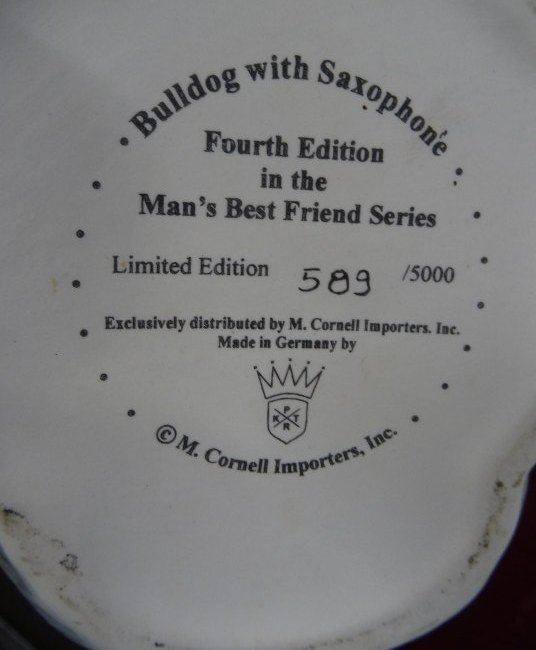 Bulldog with Saxophone
Fourth Edition
in the
Man's Best Friend Series
Limited Edition 589 /5000
Exclusively distributed by M. Cornell Importers. Inc.
Made in Germany by
P
K T
R
© M. Cornell Importers, Inc.